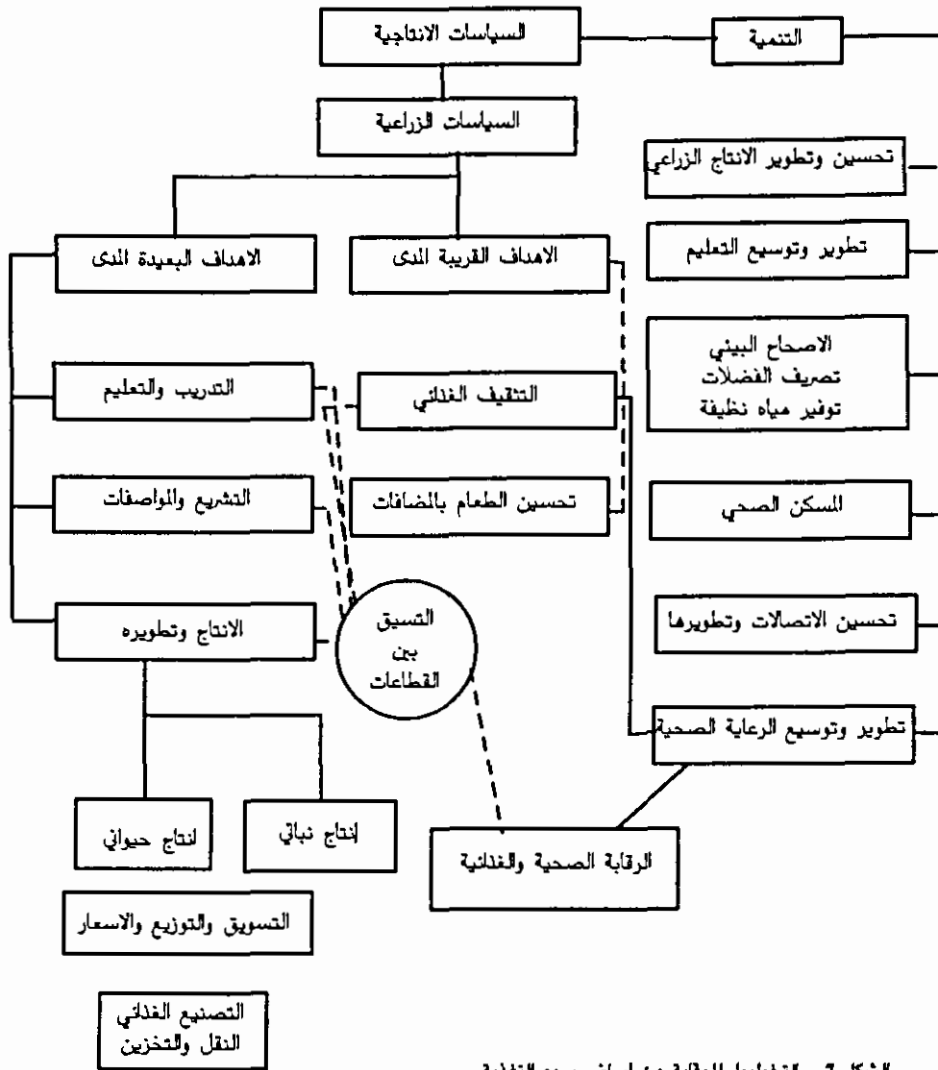 السياسات الانتاجية
التنمية
السياسات الزراعية
تحسين وتطوير الانتاج الزراعي
تطوير وتوسيع التعليم
الاهداف القريبة المدى
الاهداف البعيدة المدى
الاصحاح البيني
تصريف الفضلات
توفير مياه نظيفة
التثقيف الغذائي
التدريب والتعليم
المسكن الصحي
تحسين الطعام بالمضافات
التشريع والمواصفات
تحسين الاتصالات وتطويرها
التسيق
بين
القطاعات
الانتاج وتطويره
تطوير وتوسيع الرعاية الصحية
إنتاج نباتي
انتاج حيواني
الرقابة الصحية والغذائية
التسويق والتوزيع والاسعار
التصنيع الغذائي
النقل والتخزين